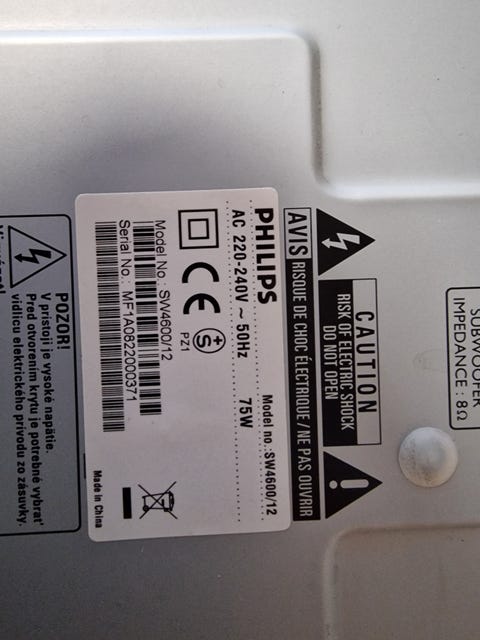 SUBWOOFER
IMPEDANCE : 8Ω
CAUTION
RISK OF ELECTRIC SHOCK
DO NOT OPEN
AVIS RISQUE DE CHOC ÉLECTRIQUE / NE PAS OUVRIR
PHILIPS Model no.:SW4600/12
AC 220-240V ~ 50Hz 75W
CE
+
S
PZ1
Model No.: SW4600/12
Serial No.: MF1A0822000371
Made in China
POZOR!
V prístoji je vysoké napätie.
Pred otvorením krytu je potrebné vybrať
vidlicu elektrického prívodu zo zásuvky.